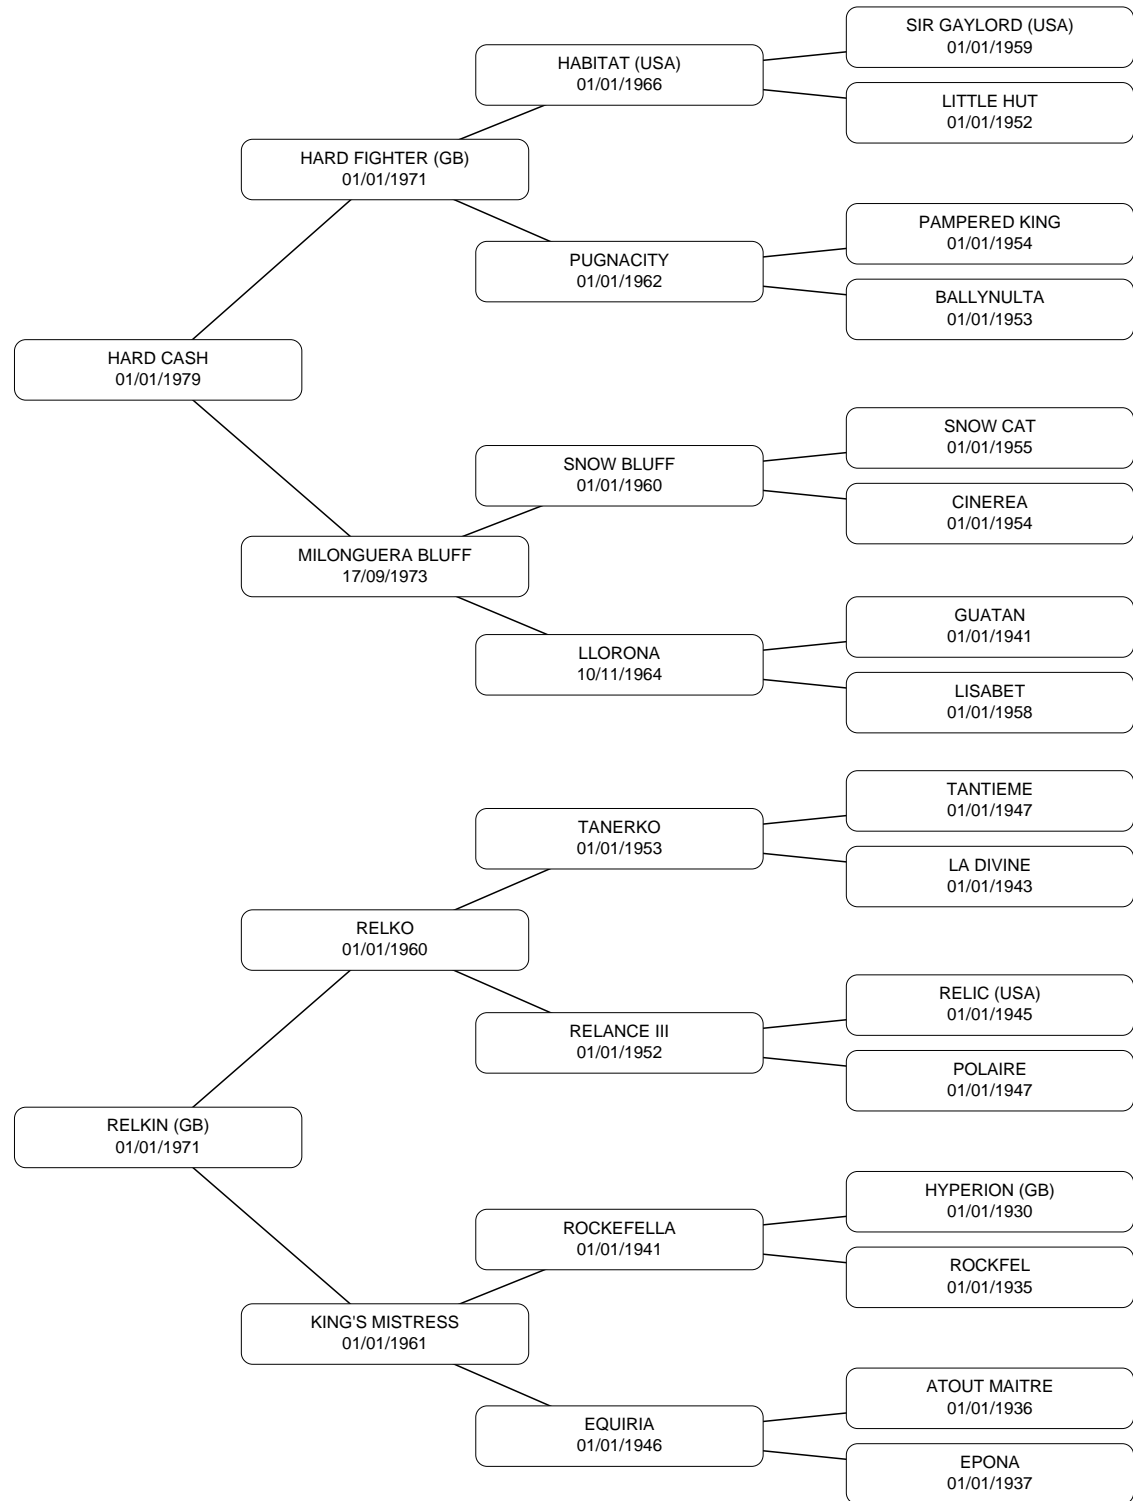 SIR GAYLORD (USA)
01/01/1959
HABITAT (USA)
01/01/1966
LITTLE HUT
01/01/1952
HARD FIGHTER (GB)
01/01/1971
PAMPERED KING
01/01/1954
PUGNACITY
01/01/1962
BALLYNULTA
01/01/1953
HARD CASH
01/01/1979
SNOW CAT
01/01/1955
SNOW BLUFF
01/01/1960
CINEREA
01/01/1954
MILONGUERA BLUFF
17/09/1973
GUATAN
01/01/1941
LLORONA
10/11/1964
LISABET
01/01/1958
TANTIEME
01/01/1947
TANERKO
01/01/1953
LA DIVINE
01/01/1943
RELKO
01/01/1960
RELIC (USA)
01/01/1945
RELANCE III
01/01/1952
POLAIRE
01/01/1947
RELKIN (GB)
01/01/1971
HYPERION (GB)
01/01/1930
ROCKEFELLA
01/01/1941
ROCKFEL
01/01/1935
KING'S MISTRESS
01/01/1961
ATOUT MAITRE
01/01/1936
EQUIRIA
01/01/1946
EPONA
01/01/1937